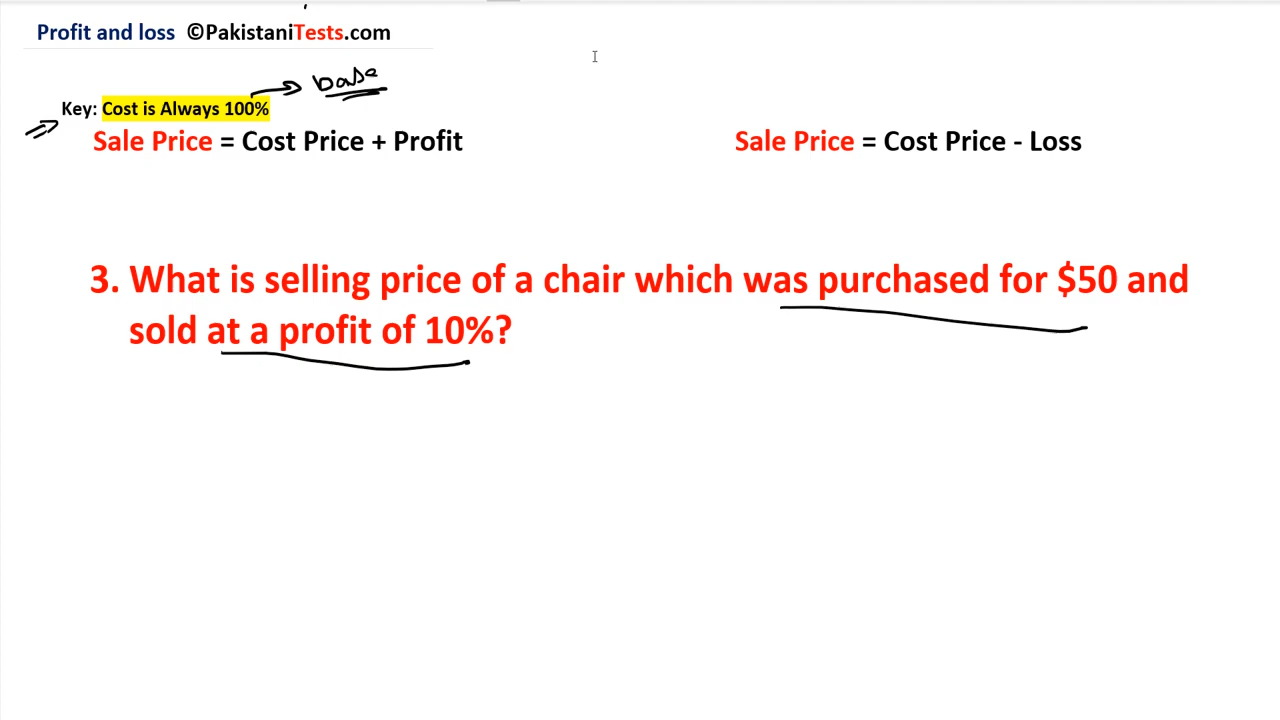 Profit and loss ©PakistaniTests.com
base
Key: Cost is Always 100%
Sale Price = Cost Price + Profit
Sale Price = Cost Price - Loss
3. What is selling price of a chair which was purchased for $50 and
sold at a profit of 10%?